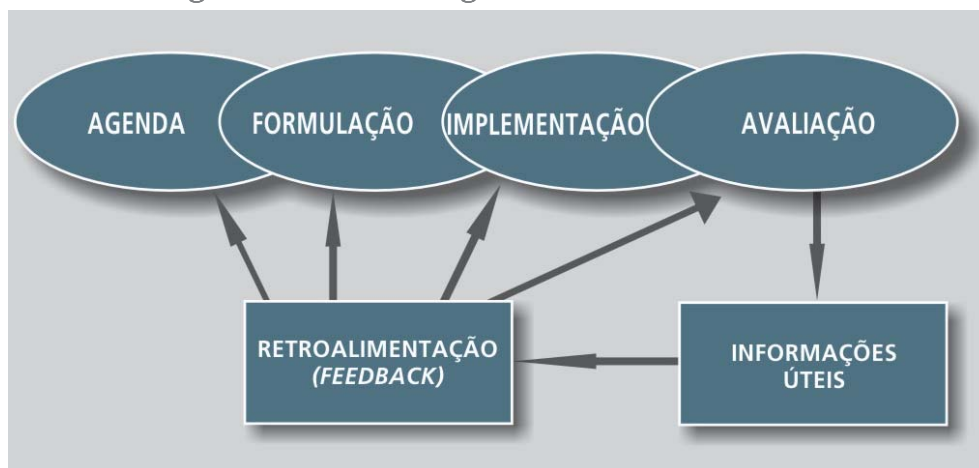 AGENDA
FORMULAÇÃO
IMPLEMENTAÇÃO
AVALIAÇÃO
RETROALIMENTAÇÃO
(FEEDBACK)
INFORMAÇÕES
ÚTEIS